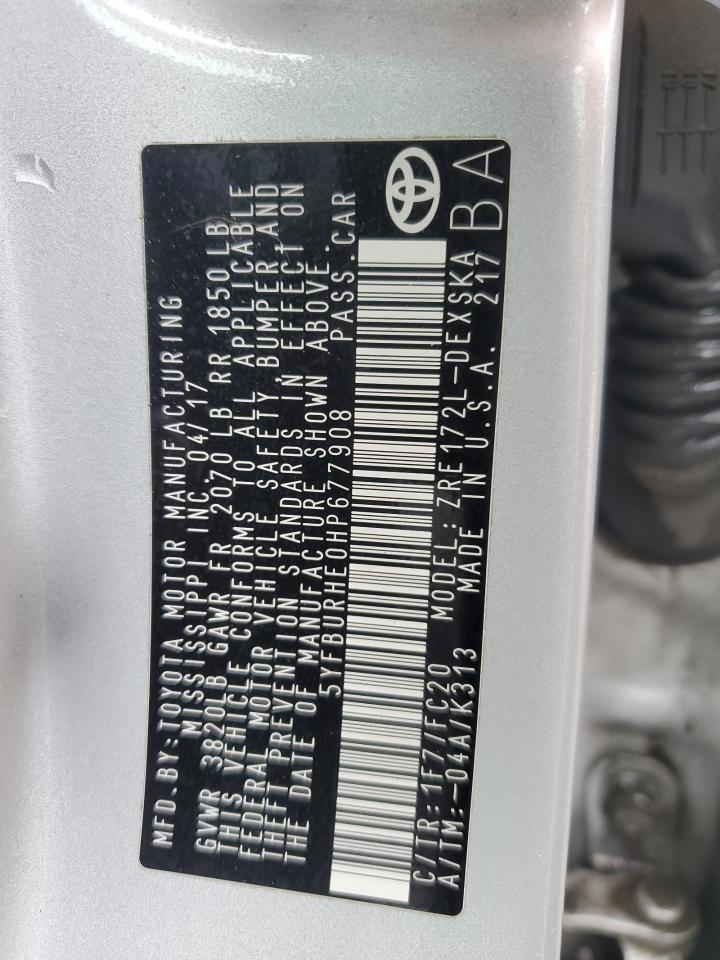 MFD.BY:TOYOTA MOTOR MANUFACTURING
MISSISSIPPI INC. 04/17
GVWR 3820LB GAWR FR 2070 LB RR 1850 LB
THIS VEHICLE CONFORMS TO ALL APPLICABLE
FEDERAL MOTOR VEHICLE SAFETY, BUMPER AND
THEFT PREVENTION STANDARDS IN EFFECT ON
THE DATE OF MANUFACTURE SHOWN ABOVE.
5YFBURHE0HP677908 PASS.CAR
C/TR:1F7/FC20 MODEL:ZRE172L-DEXSKA
A/TM:-04A/K313 MADE IN U.S.A. 217
BA